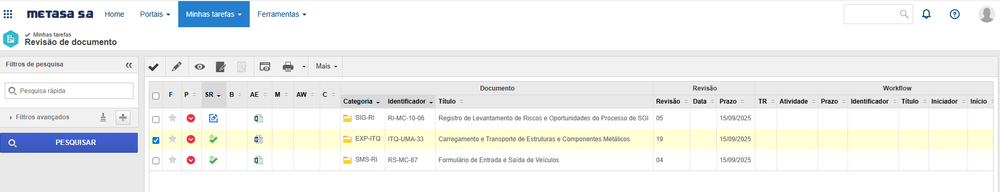 METASA S.A Home Portais Minhas tarefas Ferramentas
Minhas tarefas
Revisão de documento
Filtros de pesquisa
Mais
Pesquisa rápida
Filtros avançados
PESQUISAR
Documento Revisão Workflow
F P SR B AE M AW C Categoria Identificador Título Revisão Data Prazo TR Atividade Prazo Identificador Título Iniciador Início
SIG-RI RI-MC-10-06 Registro de Levantamento de Riscos e Oportunidades do Processo de SGI 05 15/09/2025
EXP-ITQ ITQ-UMA-33 Carregamento e Transporte de Estruturas e Componentes Metálicos 19 15/09/2025
SMS-RI RS-MC-87 Formulário de Entrada e Saída de Veículos 04 15/09/2025